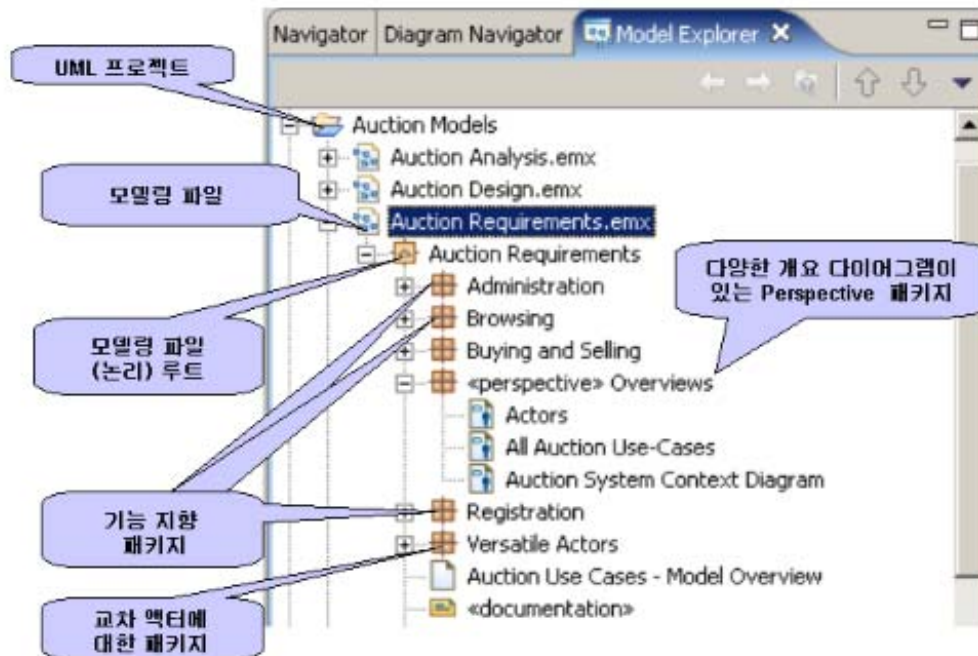 Navigator
Diagram Navigator
Model Explorer
UML 프로젝트
Auction Models
Auction Analysis.emx
모델링 파일
Auction Design.emx
Auction Requirements.emx
Auction Requirements
다양한 개요 다이어그램이
있는 Perspective 패키지
Administration
Browsing
모델링 파일
(논리) 루트
Buying and Selling
«perspective» Overviews
Actors
All Auction Use-Cases
Auction System Context Diagram
기능 지향
패키지
Registration
Versatile Actors
Auction Use Cases - Model Overview
교차 액터에
대한 패키지
«documentation»